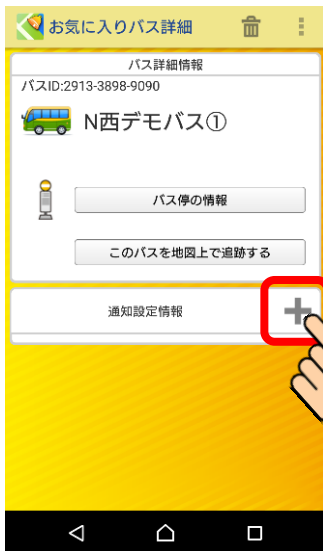 お気に入りバス詳細
バス詳細情報
バスID:2913-3898-9090
N西デモバス①
バス停の情報
このバスを地図上で追跡する
通知設定情報